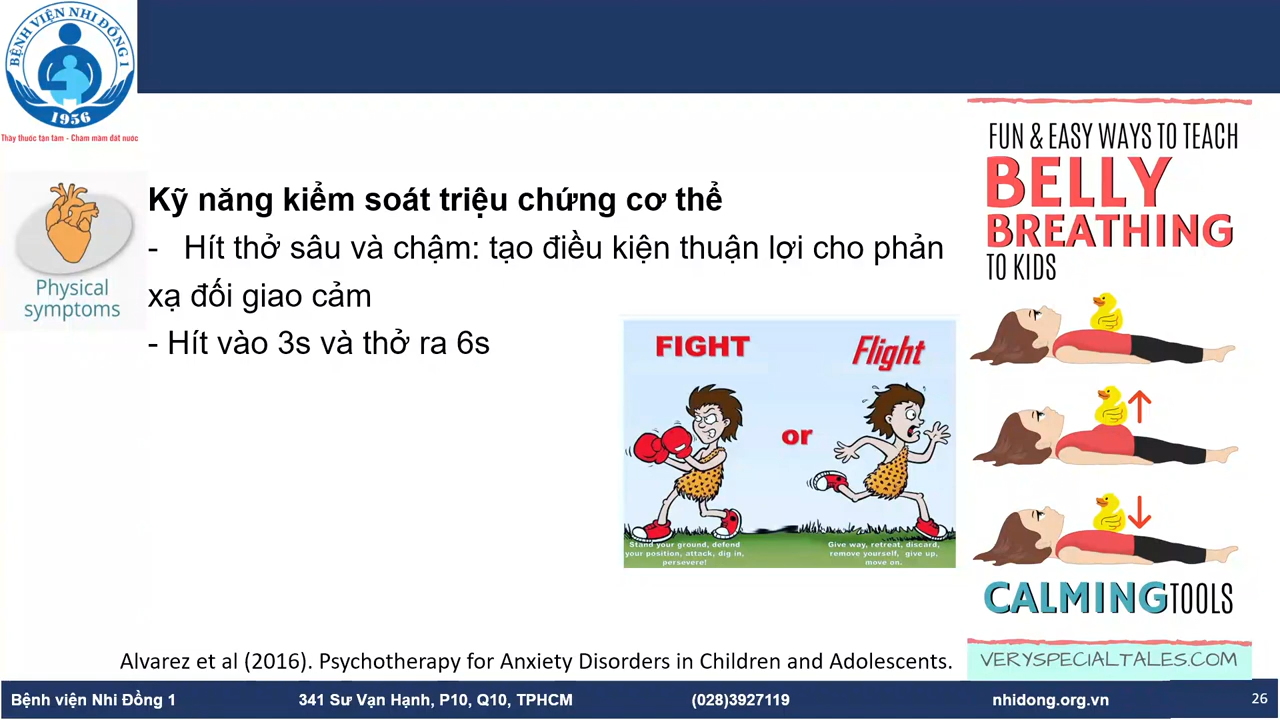 BỆNH VIỆN NHI ĐỒNG 1
1956
Thầy thuốc tận tâm - Chăm mầm đất nước
Physical
symptoms
Kỹ năng kiểm soát triệu chứng cơ thể
- Hít thở sâu và chậm: tạo điều kiện thuận lợi cho phản
xạ đối giao cảm
- Hít vào 3s và thở ra 6s
FIGHT
Flight
or
Stand your ground, defend
your position, attack, dig in,
persevere!
Give way, retreat, discard,
remove yourself, give up,
move on.
FUN & EASY WAYS TO TEACH
BELLY
BREATHING
TO KIDS
CALMING TOOLS
VERYSPECIALTALES.COM
Alvarez et al (2016). Psychotherapy for Anxiety Disorders in Children and Adolescents.
Bệnh viện Nhi Đồng 1 341 Sư Vạn Hạnh, P10, Q10, TPHCM (028)3927119 nhidong.org.vn 26